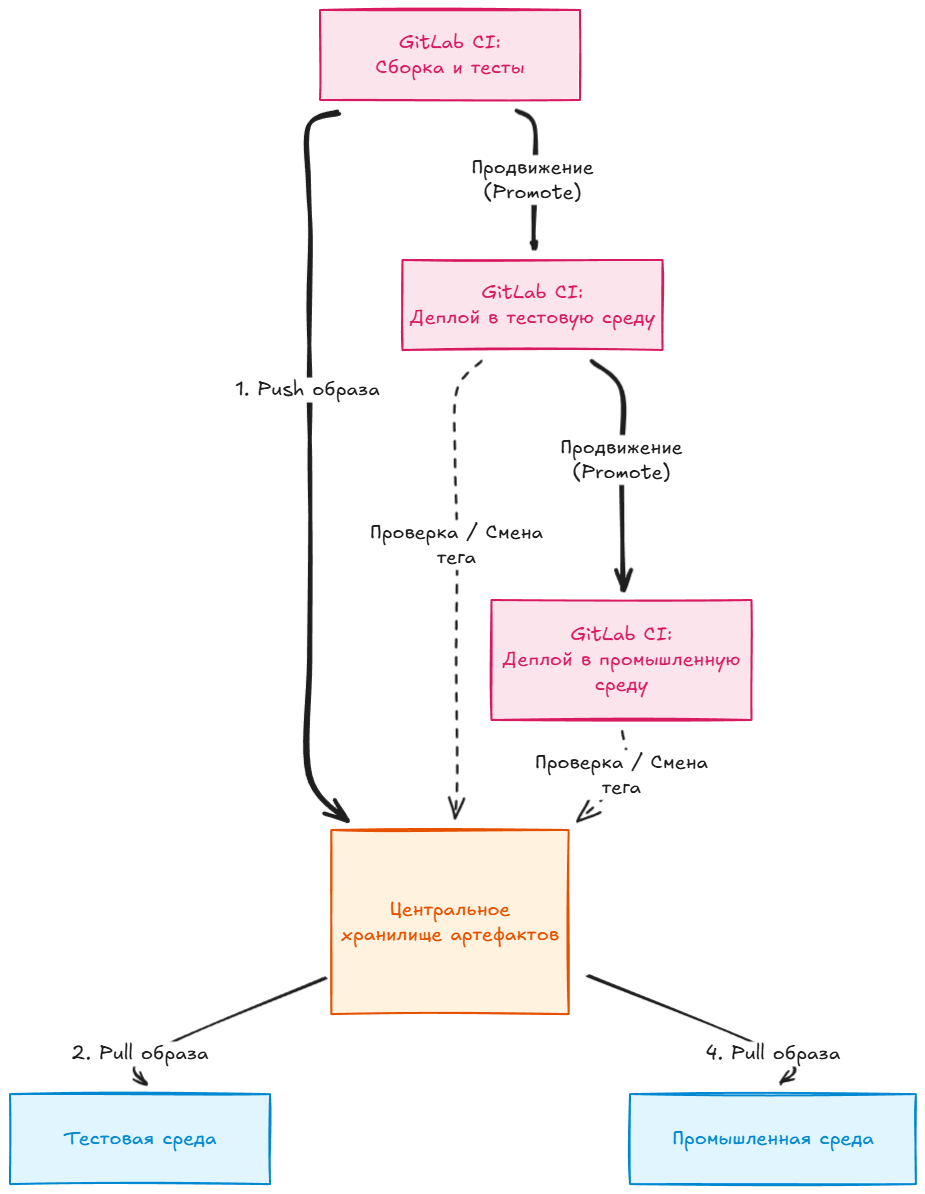 GitLab CI:
Сборка и тесты
Продвижение
(Promote)
GitLab CI:
Деплой в тестовую среду
1. Push образа
Продвижение
(Promote)
Проверка / Смена
тега
GitLab CI:
Деплой в промышленную
среду
Проверка / Смена
тега
Центральное
хранилище артефактов
2. Pull образа
4. Pull образа
Тестовая среда
Промышленная среда